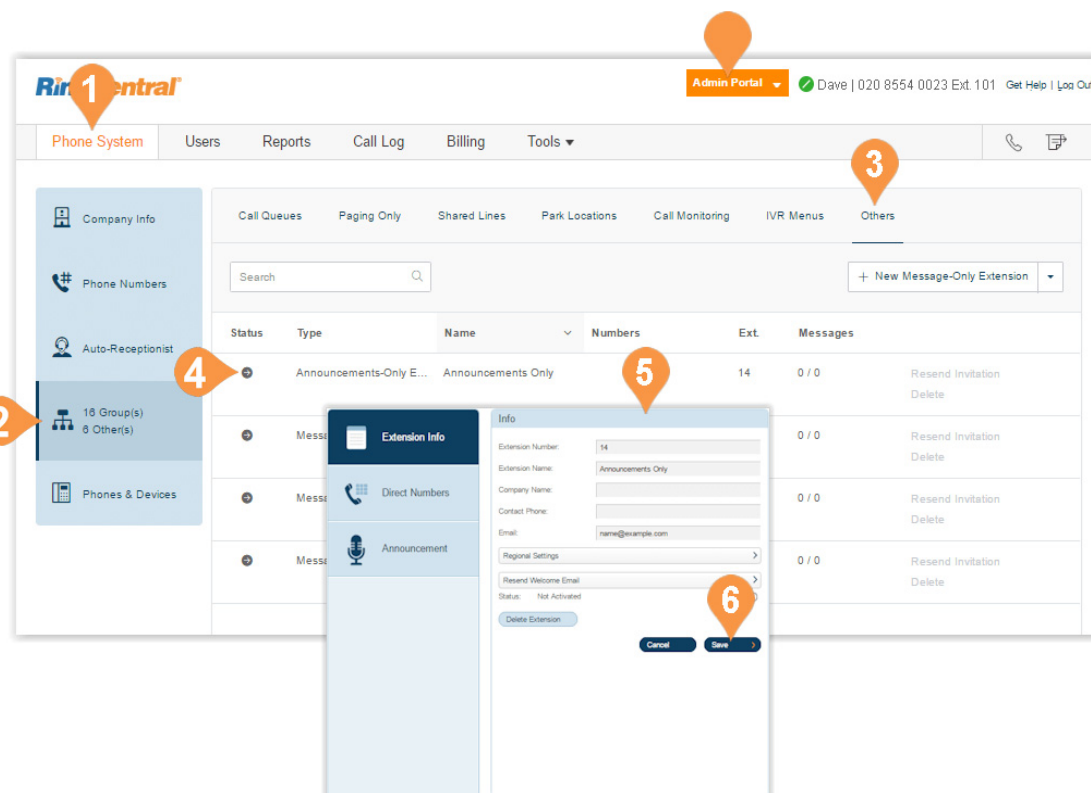 Admin Portal
Dave | 020 8554 0023 Ext. 101 Get Help | Log Out
1
Phone System Users Reports Call Log Billing Tools
3
Company Info
Phone Numbers
Auto-Receptionist
2
16 Group(s)
6 Other(s)
Phones & Devices
Call Queues Paging Only Shared Lines Park Locations Call Monitoring IVR Menus Others
Search
+ New Message-Only Extension
Status Type Name Numbers Ext. Messages
4
Announcements-Only E... Announcements Only 14 0 / 0 Resend Invitation
Delete
0 / 0 Resend Invitation
Delete
0 / 0 Resend Invitation
Delete
0 / 0 Resend Invitation
Delete
5
Extension Info
Direct Numbers
Announcement
Info
Extension Number: 14
Extension Name: Announcements Only
Company Name:
Contact Phone:
Email: name@example.com
Regional Settings
Resend Welcome Email
Status: Not Activated
6
Delete Extension
Cancel Save